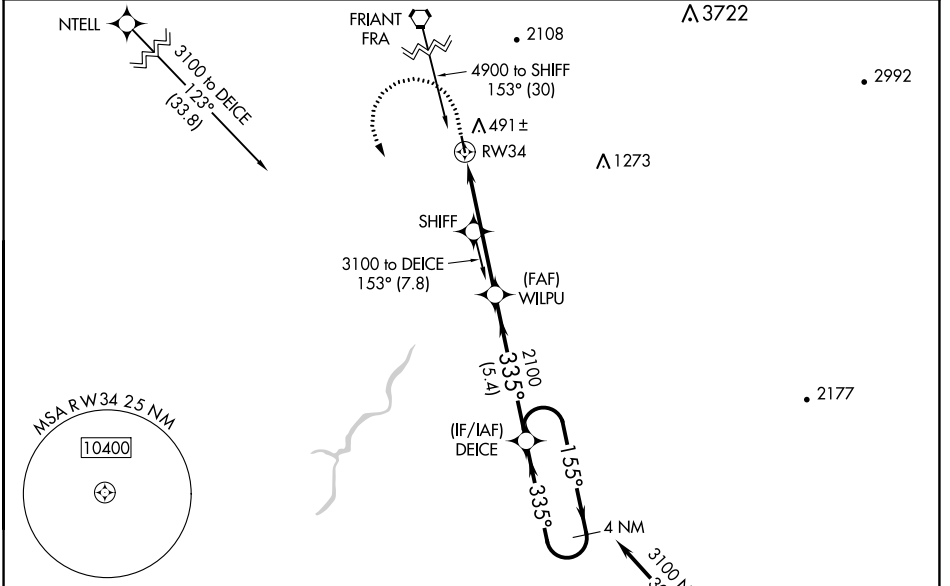 NTELL
3100 to DEICE
123°
(33.8)
FRIANT
FRA
2108
3722
2992
4900 to SHIFF
153° (30)
491±
RW34
1273
SHIFF
3100 to DEICE
153° (7.8)
(FAF)
WILPU
2100
335°
(5.4)
2177
MSA RW34 25 NM
10400
(IF/IAF)
DEICE
155°
335°
4 NM